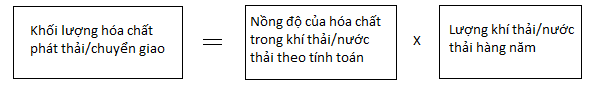 Khối lượng hóa chất
phát thải/chuyển giao
=
Nồng độ của hóa chất
trong khí thải/nước
thải theo tính toán
x
Lượng khí thải/nước
thải hàng năm